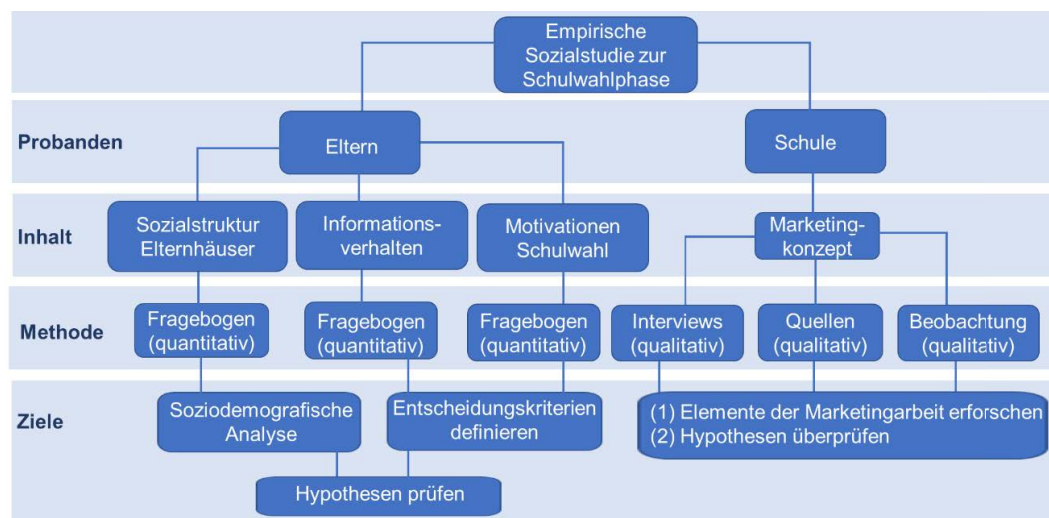 Empirische
Sozialstudie zur
Schulwahlphase
Probanden
Eltern
Schule
Inhalt
Sozialstruktur
Elternhäuser
Informations-
verhalten
Motivationen
Schulwahl
Marketing-
konzept
Methode
Fragebogen
(quantitativ)
Fragebogen
(quantitativ)
Fragebogen
(quantitativ)
Interviews
(qualitativ)
Quellen
(qualitativ)
Beobachtung
(qualitativ)
Ziele
Soziodemografische
Analyse
Entscheidungskriterien
definieren
(1) Elemente der Marketingarbeit erforschen
(2) Hypothesen überprüfen
Hypothesen prüfen